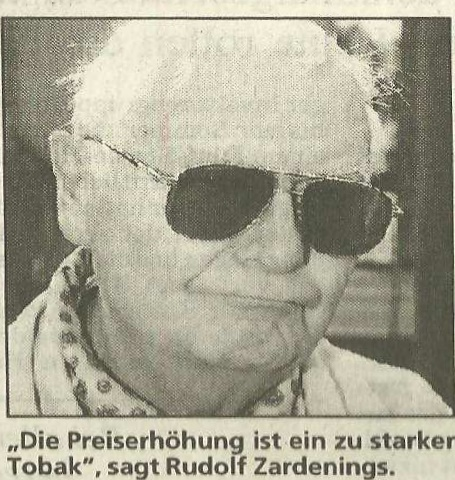 „Die Preiserhöhung ist ein zu starker
Tobak”, sagt Rudolf Zardenings.